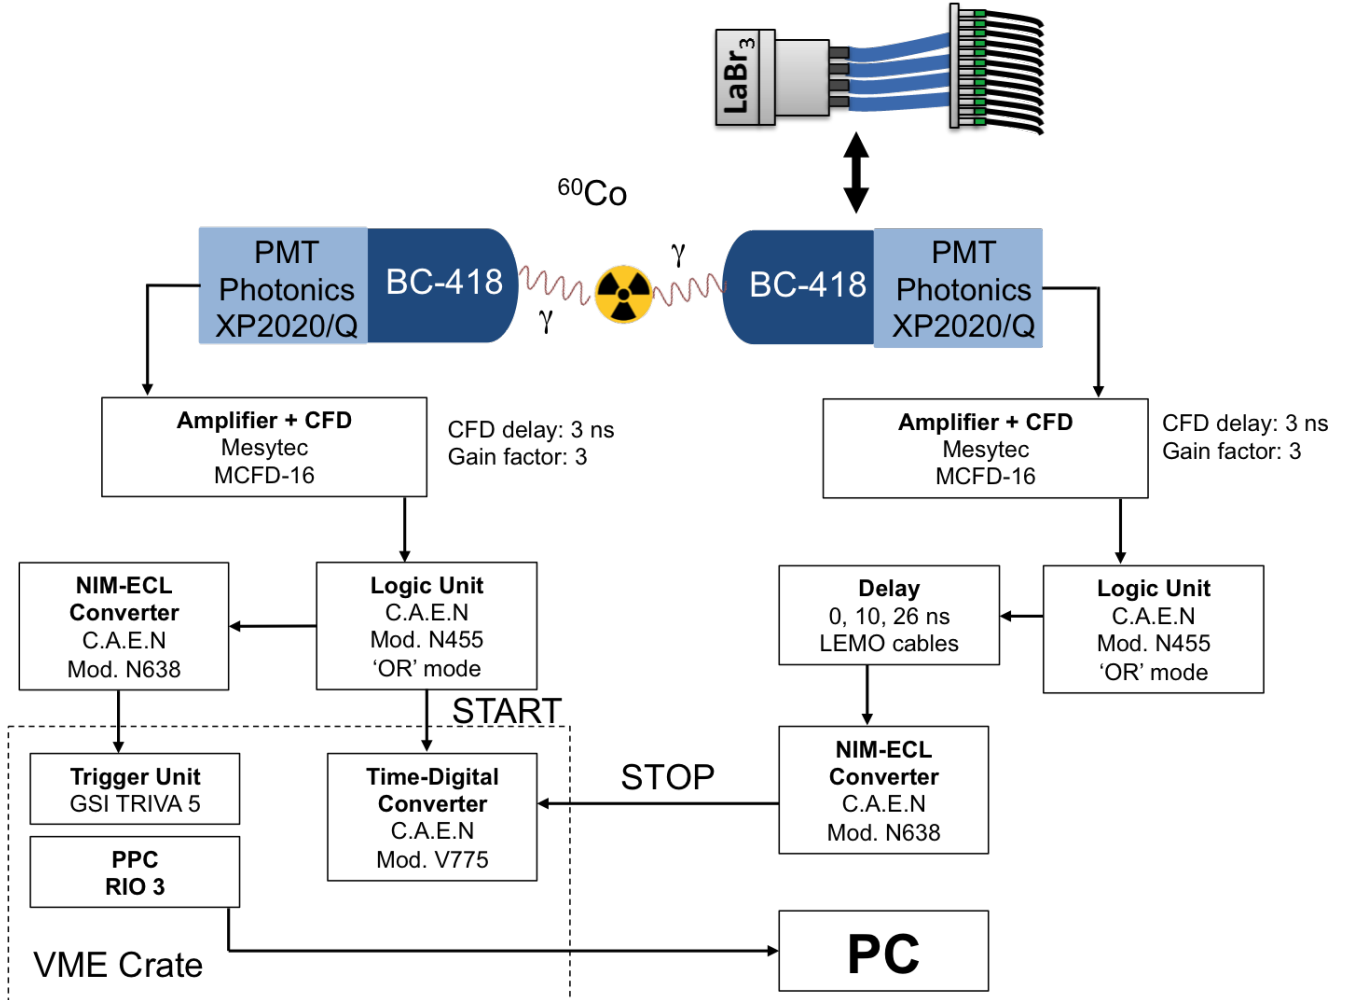 LaBr3
60Co
PMT
Photonics
XP2020/Q
BC-418
γ
γ
BC-418
PMT
Photonics
XP2020/Q
Amplifier + CFD
Mesytec
MCFD-16
CFD delay: 3 ns
Gain factor: 3
Amplifier + CFD
Mesytec
MCFD-16
CFD delay: 3 ns
Gain factor: 3
NIM-ECL
Converter
C.A.E.N
Mod. N638
Logic Unit
C.A.E.N
Mod. N455
‘OR’ mode
Delay
0, 10, 26 ns
LEMO cables
Logic Unit
C.A.E.N
Mod. N455
‘OR’ mode
START
Trigger Unit
GSI TRIVA 5
Time-Digital
Converter
C.A.E.N
Mod. V775
STOP
NIM-ECL
Converter
C.A.E.N
Mod. N638
PPC
RIO 3
VME Crate
PC